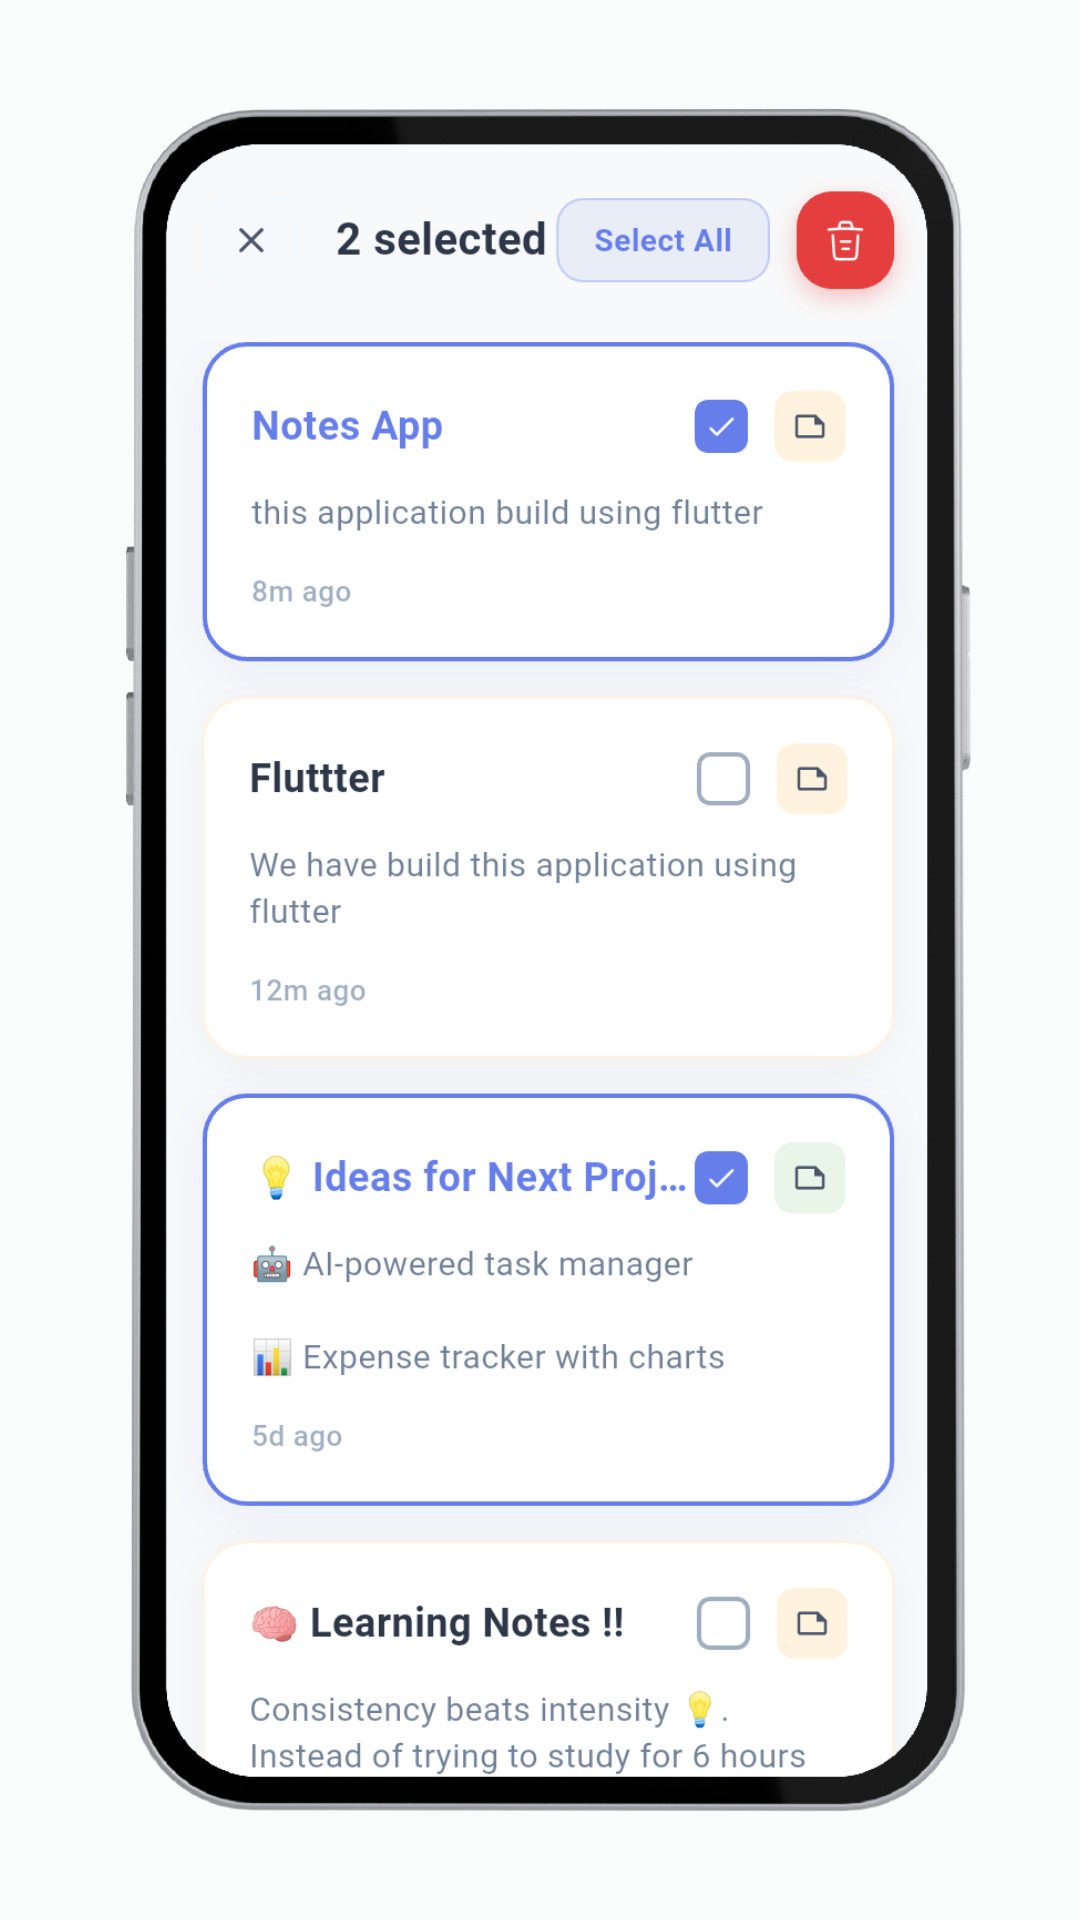 2 selected
Select All
Notes App
this application build using flutter
8m ago
Fluttter
We have build this application using
flutter
12m ago
💡 Ideas for Next Proj...
🤖 AI-powered task manager
📊 Expense tracker with charts
5d ago
🧠 Learning Notes !!
Consistency beats intensity 💡.
Instead of trying to study for 6 hours